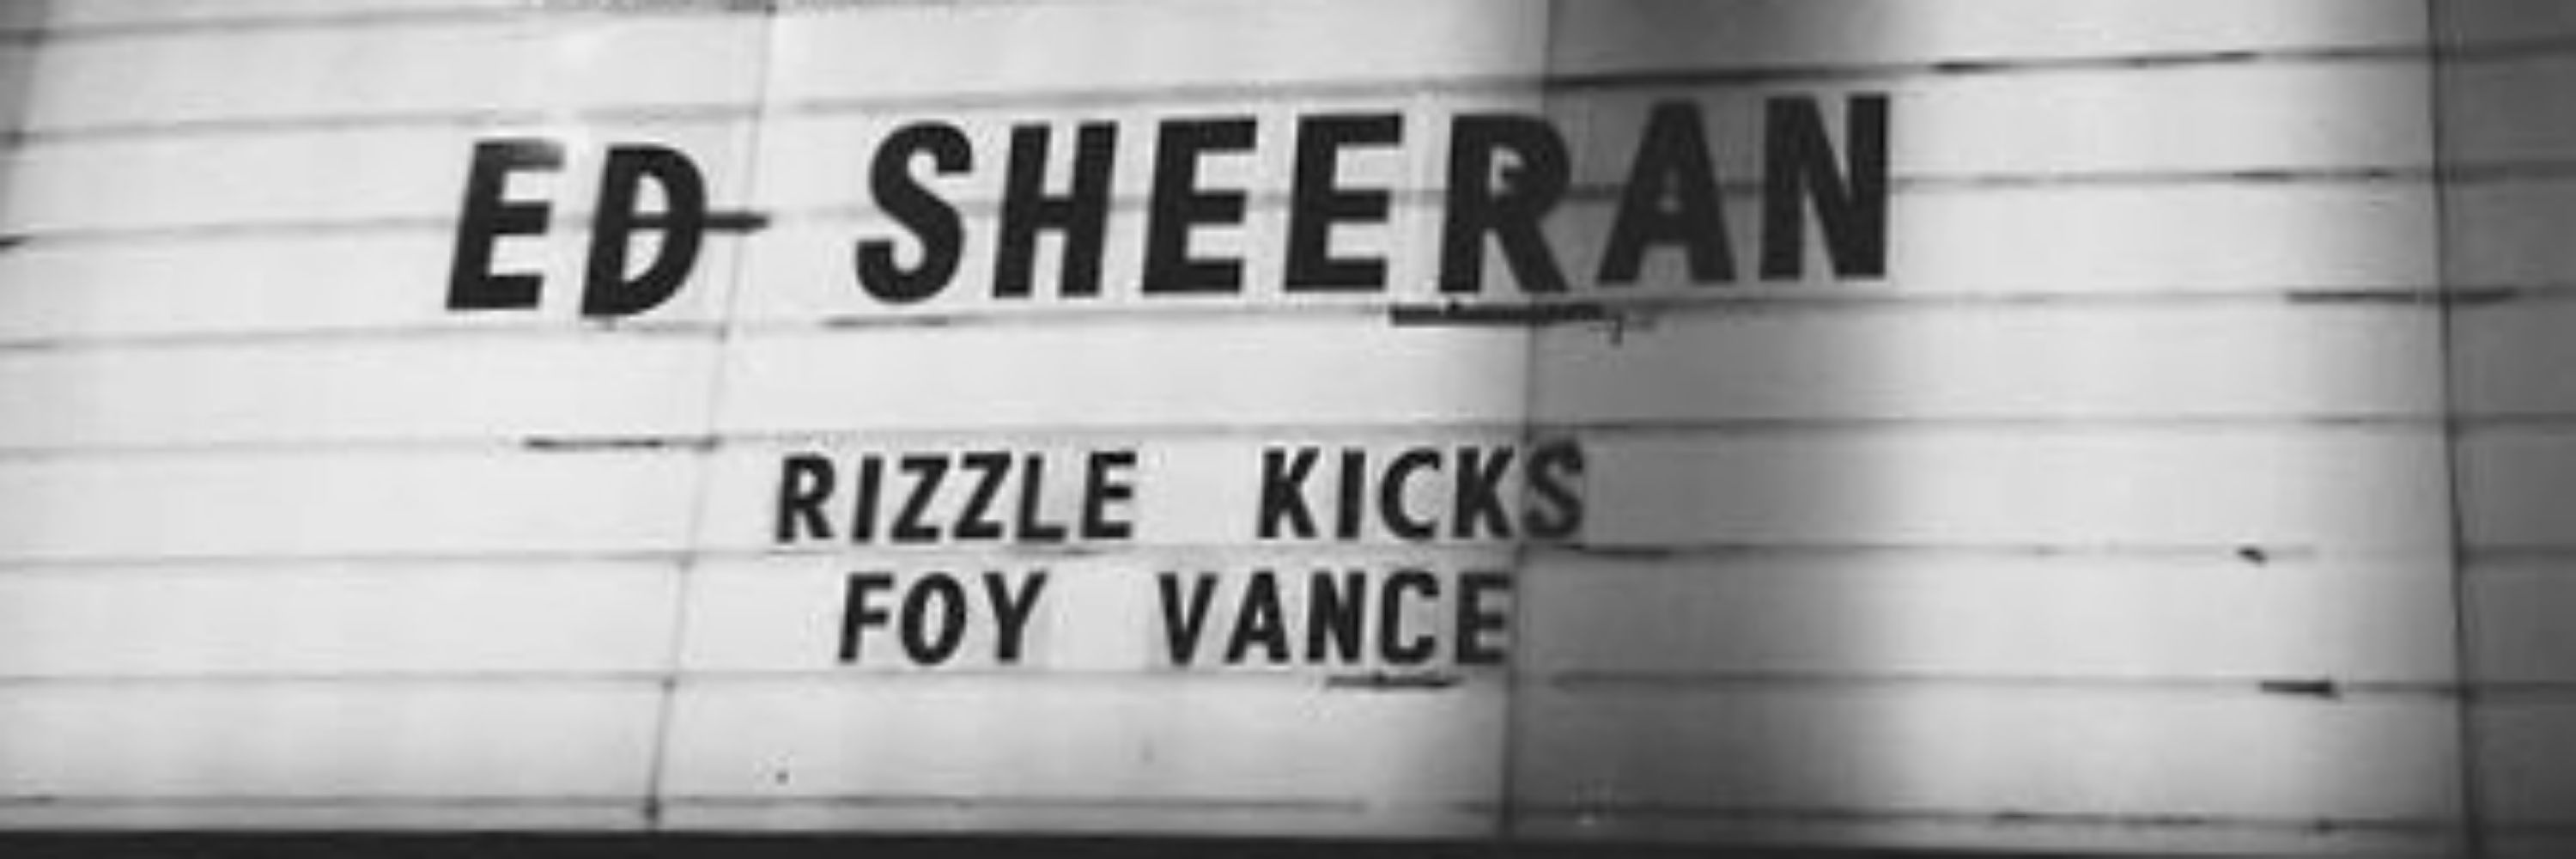 ED SHEERAN
RIZZLE KICKS
FOY VANCE